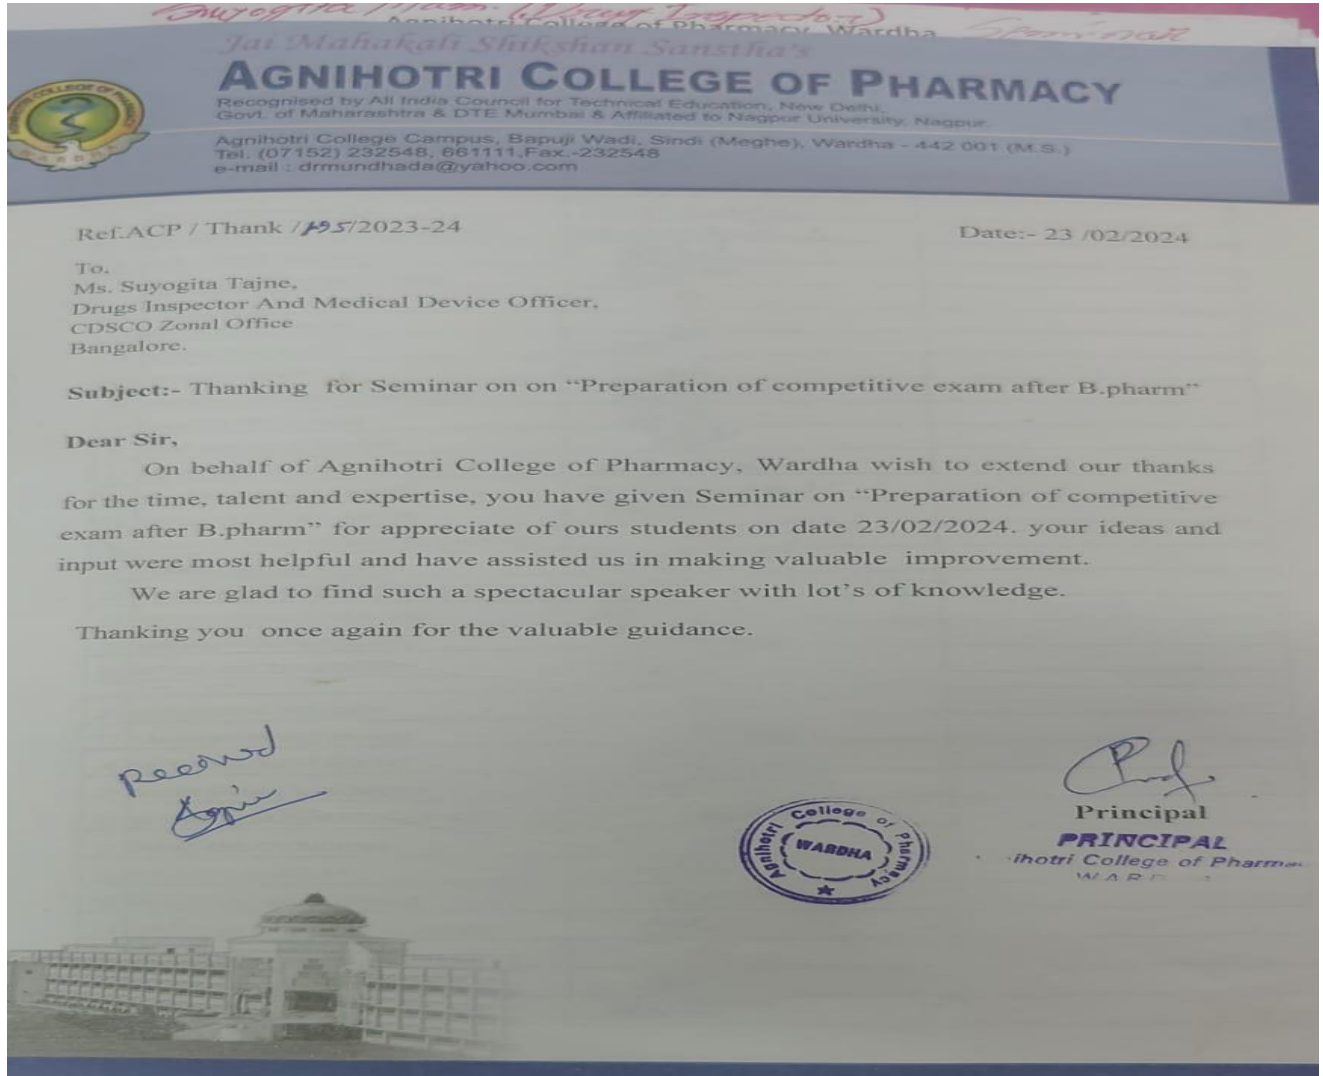 Suyogita Mam (Drug Inspector) Seminar
Agnihotri College of Pharmacy, Wardha
Jai Mahakali Shikshan Sanstha's
AGNIHOTRI COLLEGE OF PHARMACY
Recognised by All India Council for Technical Education, New Delhi,
Govt. of Maharashtra & DTE Mumbai & Affiliated to Nagpur University, Nagpur.
Agnihotri College Campus, Bapuji Wadi, Sindi (Meghe), Wardha - 442 001 (M.S.)
Tel. (07152) 232548, 661111,Fax.-232548
e-mail : drmundhada@yahoo.com
Ref.ACP / Thank /195/2023-24
Date:- 23 /02/2024
To,
Ms. Suyogita Tajne,
Drugs Inspector And Medical Device Officer,
CDSCO Zonal Office
Bangalore.
Subject:- Thanking for Seminar on on “Preparation of competitive exam after B.pharm”
Dear Sir,
On behalf of Agnihotri College of Pharmacy, Wardha wish to extend our thanks
for the time, talent and expertise, you have given Seminar on “Preparation of competitive
exam after B.pharm” for appreciate of ours students on date 23/02/2024. your ideas and
input were most helpful and have assisted us in making valuable improvement.
We are glad to find such a spectacular speaker with lot’s of knowledge.
Thanking you once again for the valuable guidance.
Received
Principal
PRINCIPAL
ihotri College of Pharma
Agnihotri College of Pharmacy
WARDHA